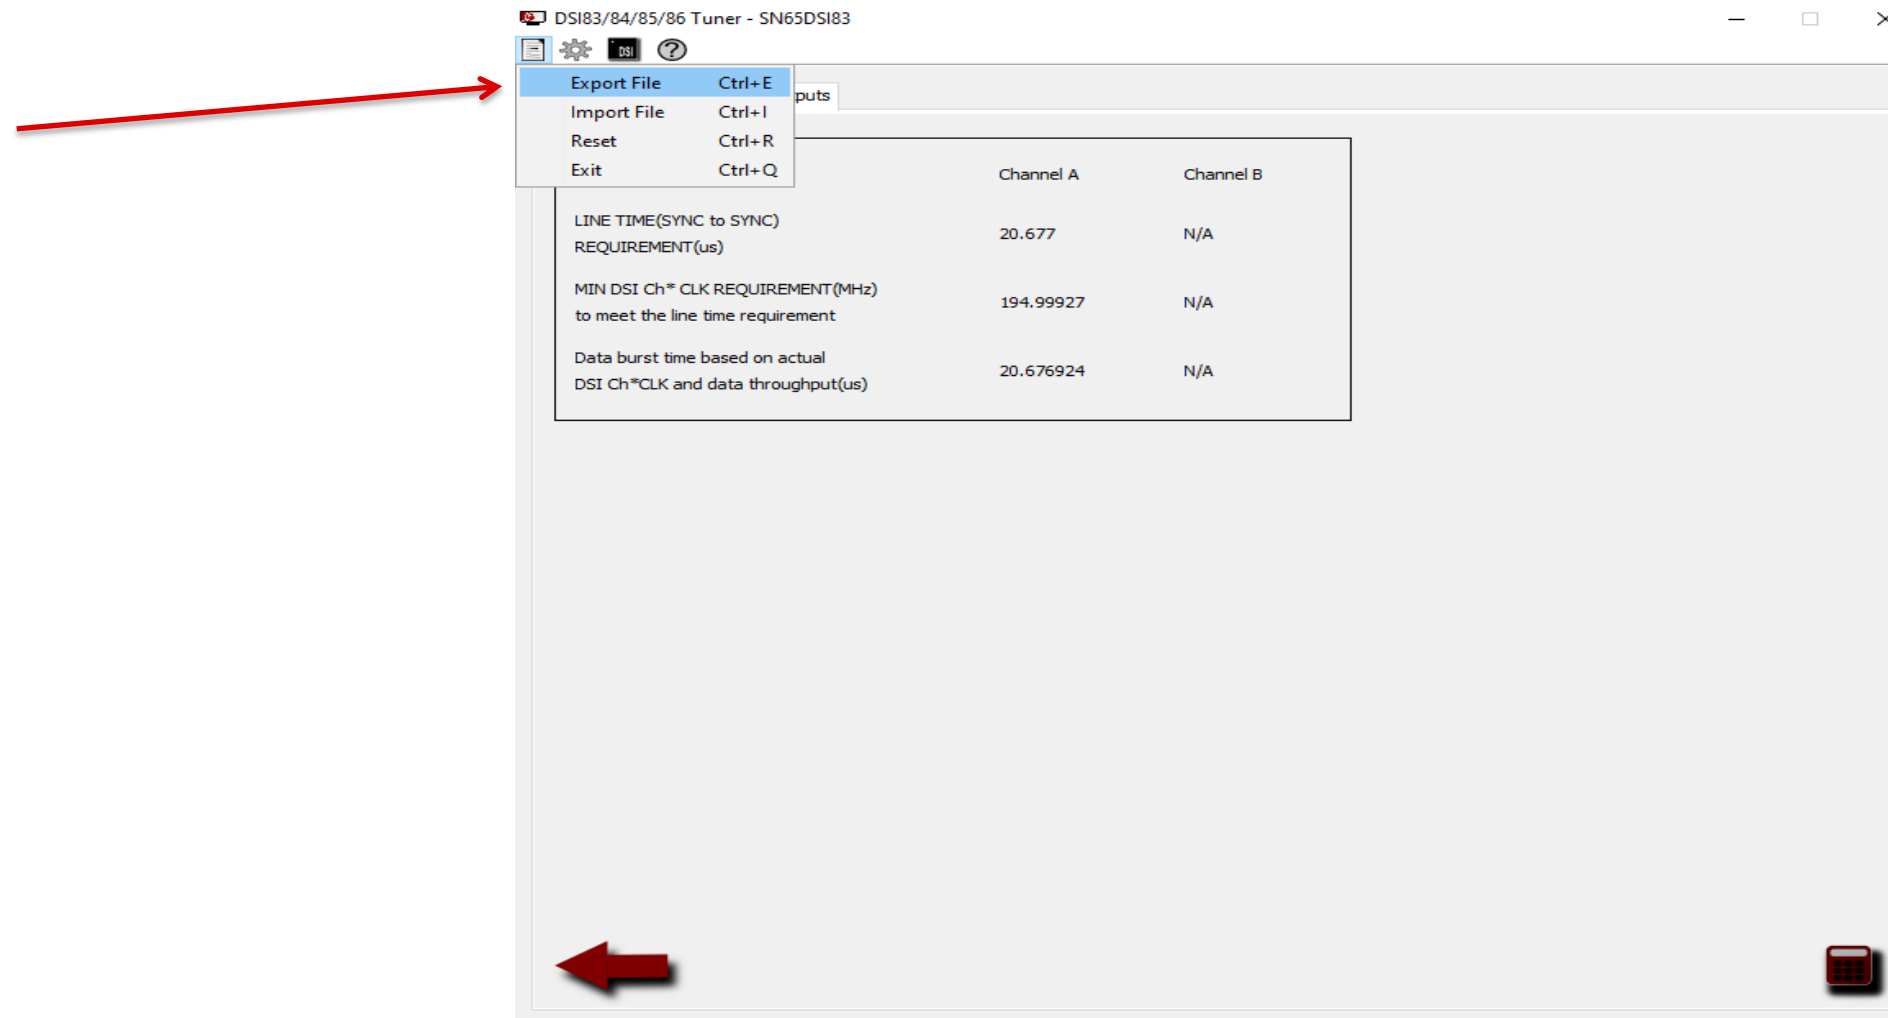 DSI83/84/85/86 Tuner - SN65DSI83
DSI
Export File Ctrl+E
Import File Ctrl+I
Reset Ctrl+R
Exit Ctrl+Q
puts
Channel A Channel B
LINE TIME(SYNC to SYNC)
REQUIREMENT(us)
20.677 N/A
MIN DSI Ch* CLK REQUIREMENT(MHz)
to meet the line time requirement
194.99927 N/A
Data burst time based on actual
DSI Ch*CLK and data throughput(us)
20.676924 N/A